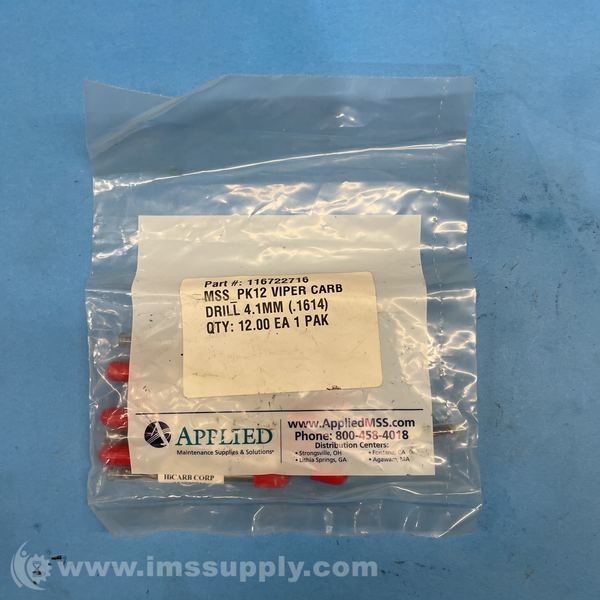 Part #: 116722716
MSS_PK12 VIPER CARB
DRILL 4.1MM (.1614)
QTY: 12.00 EA 1 PAK
APPLIED
Maintenance Supplies & Solutions®
www.AppliedMSS.com
Phone: 800-458-4018
Distribution Centers:
• Strongsville, OH • Fontana, CA
• Lithia Springs, GA • Agawam, MA
HiCARB CORP
www.imssupply.com